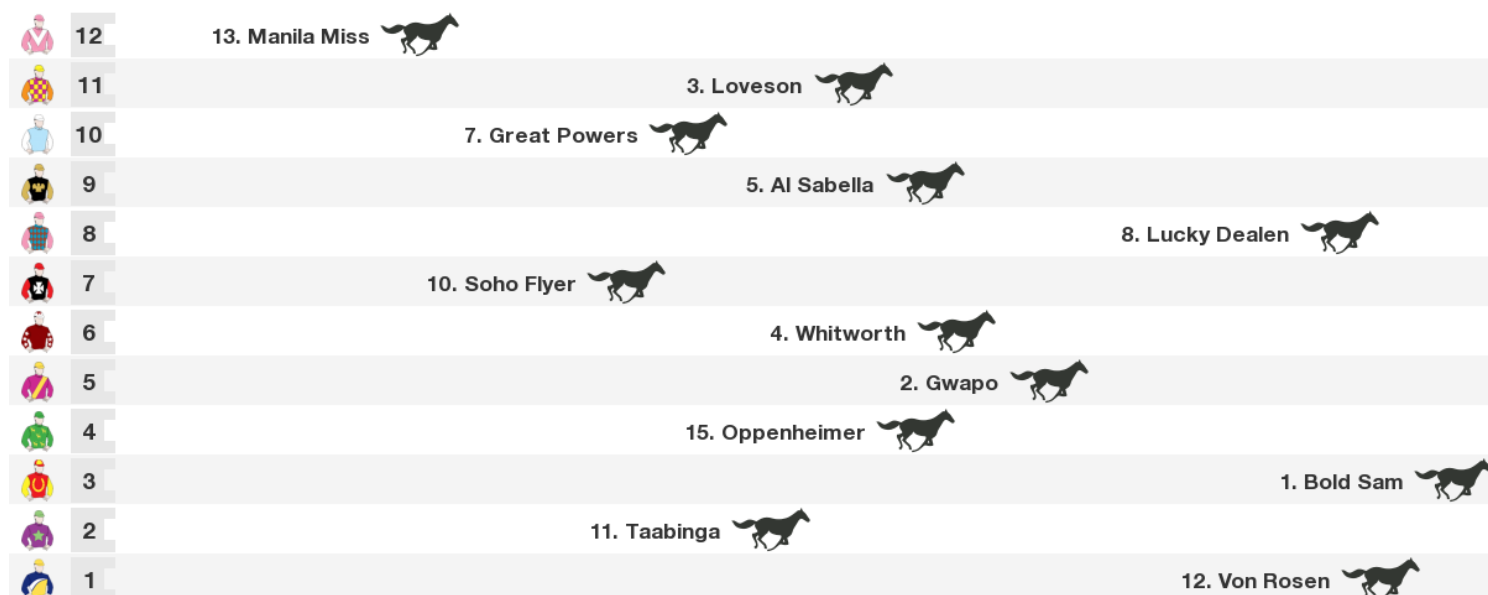 12 13. Manila Miss
11 3. Loveson
10 7. Great Powers
9 5. Al Sabella
8 8. Lucky Dealen
7 10. Soho Flyer
6 4. Whitworth
5 2. Gwapo
4 15. Oppenheimer
3 1. Bold Sam
2 11. Taabinga
1 12. Von Rosen